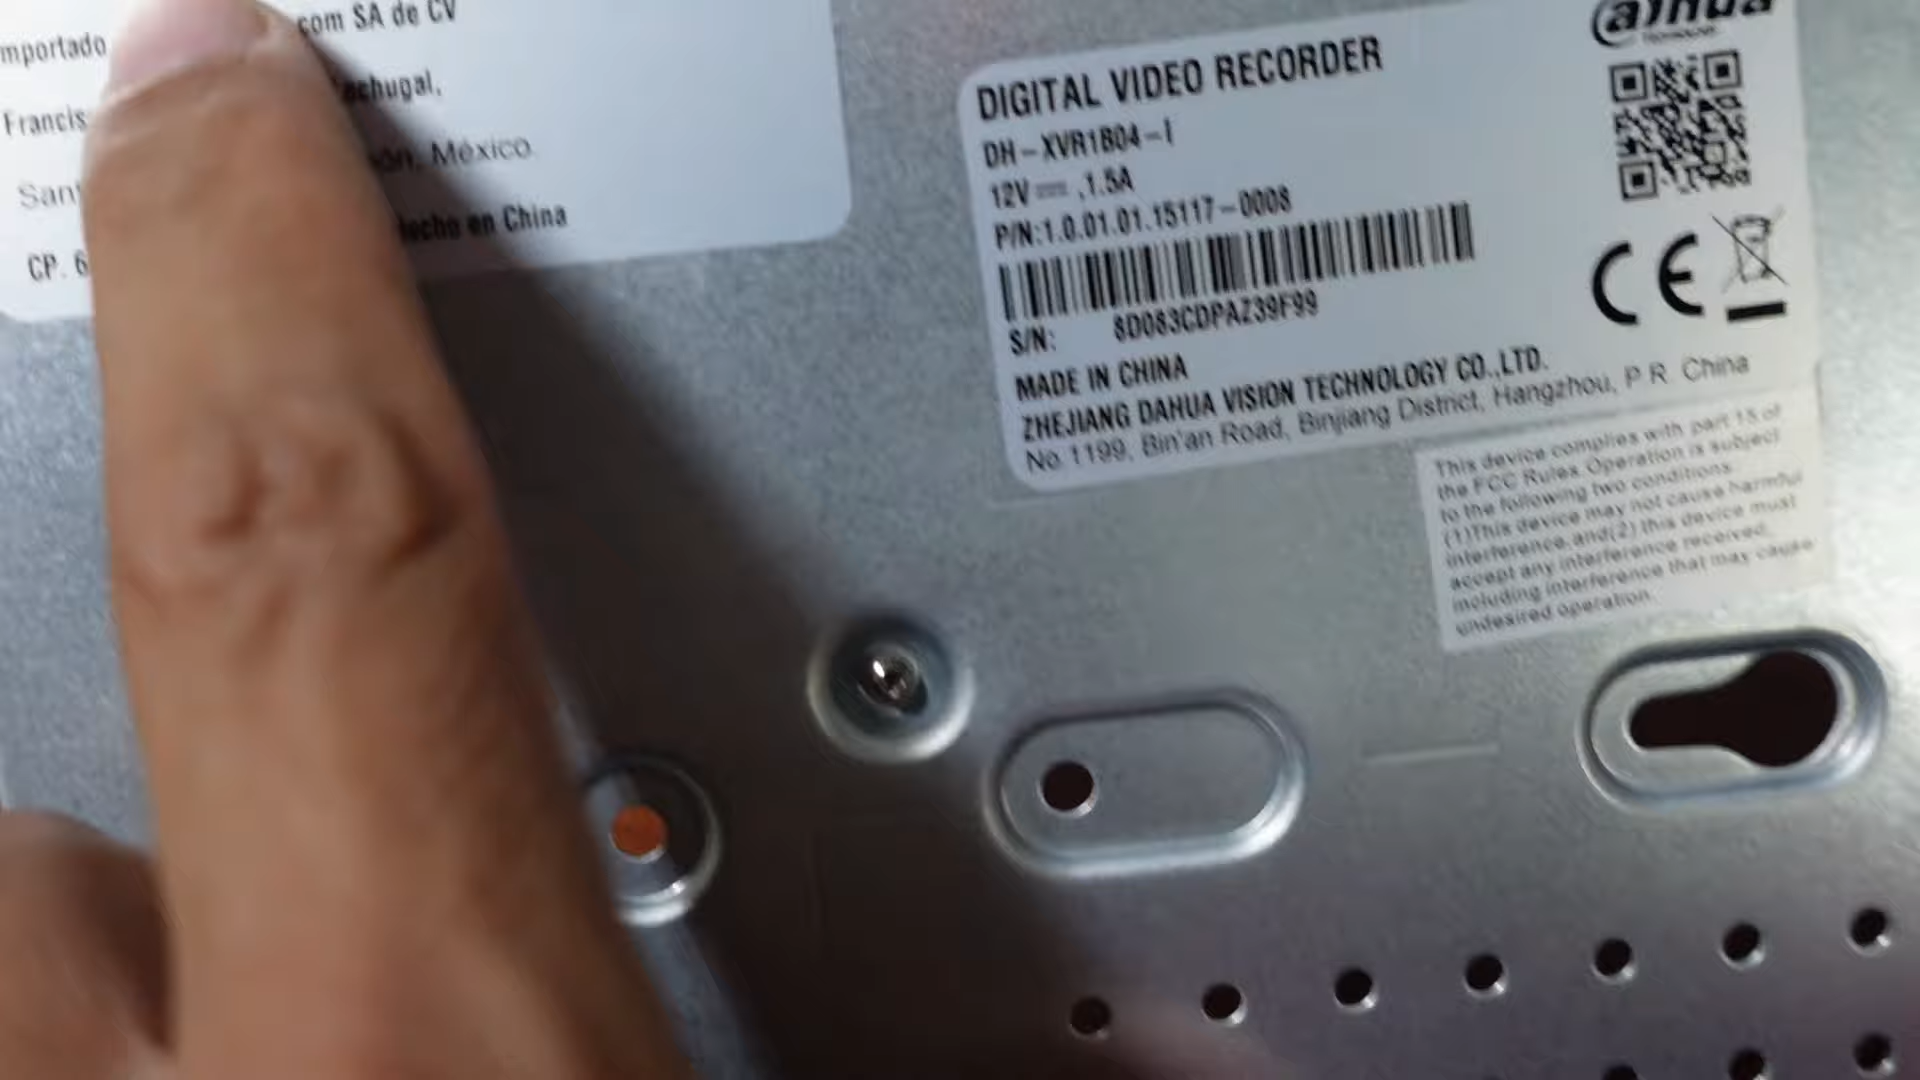 mportado com SA de CV
Francis echugal,
San ón, México.
CP. 6 Hecho en China
alhua
TECHNOLOGY
DIGITAL VIDEO RECORDER
DH-XVR1B04-I
12V⎓,1.5A
P/N:1.0.01.01.15117-0008
S/N: 8D083CDPAZ39F99
MADE IN CHINA
ZHEJIANG DAHUA VISION TECHNOLOGY CO.,LTD.
No 1199, Bin'an Road, Binjiang District, Hangzhou, P.R. China
CE
This device complies with part 15 of
the FCC Rules. Operation is subject
to the following two conditions:
(1)This device may not cause harmful
interference,and(2) this device must
accept any interference received,
including interference that may cause
undesired operation.